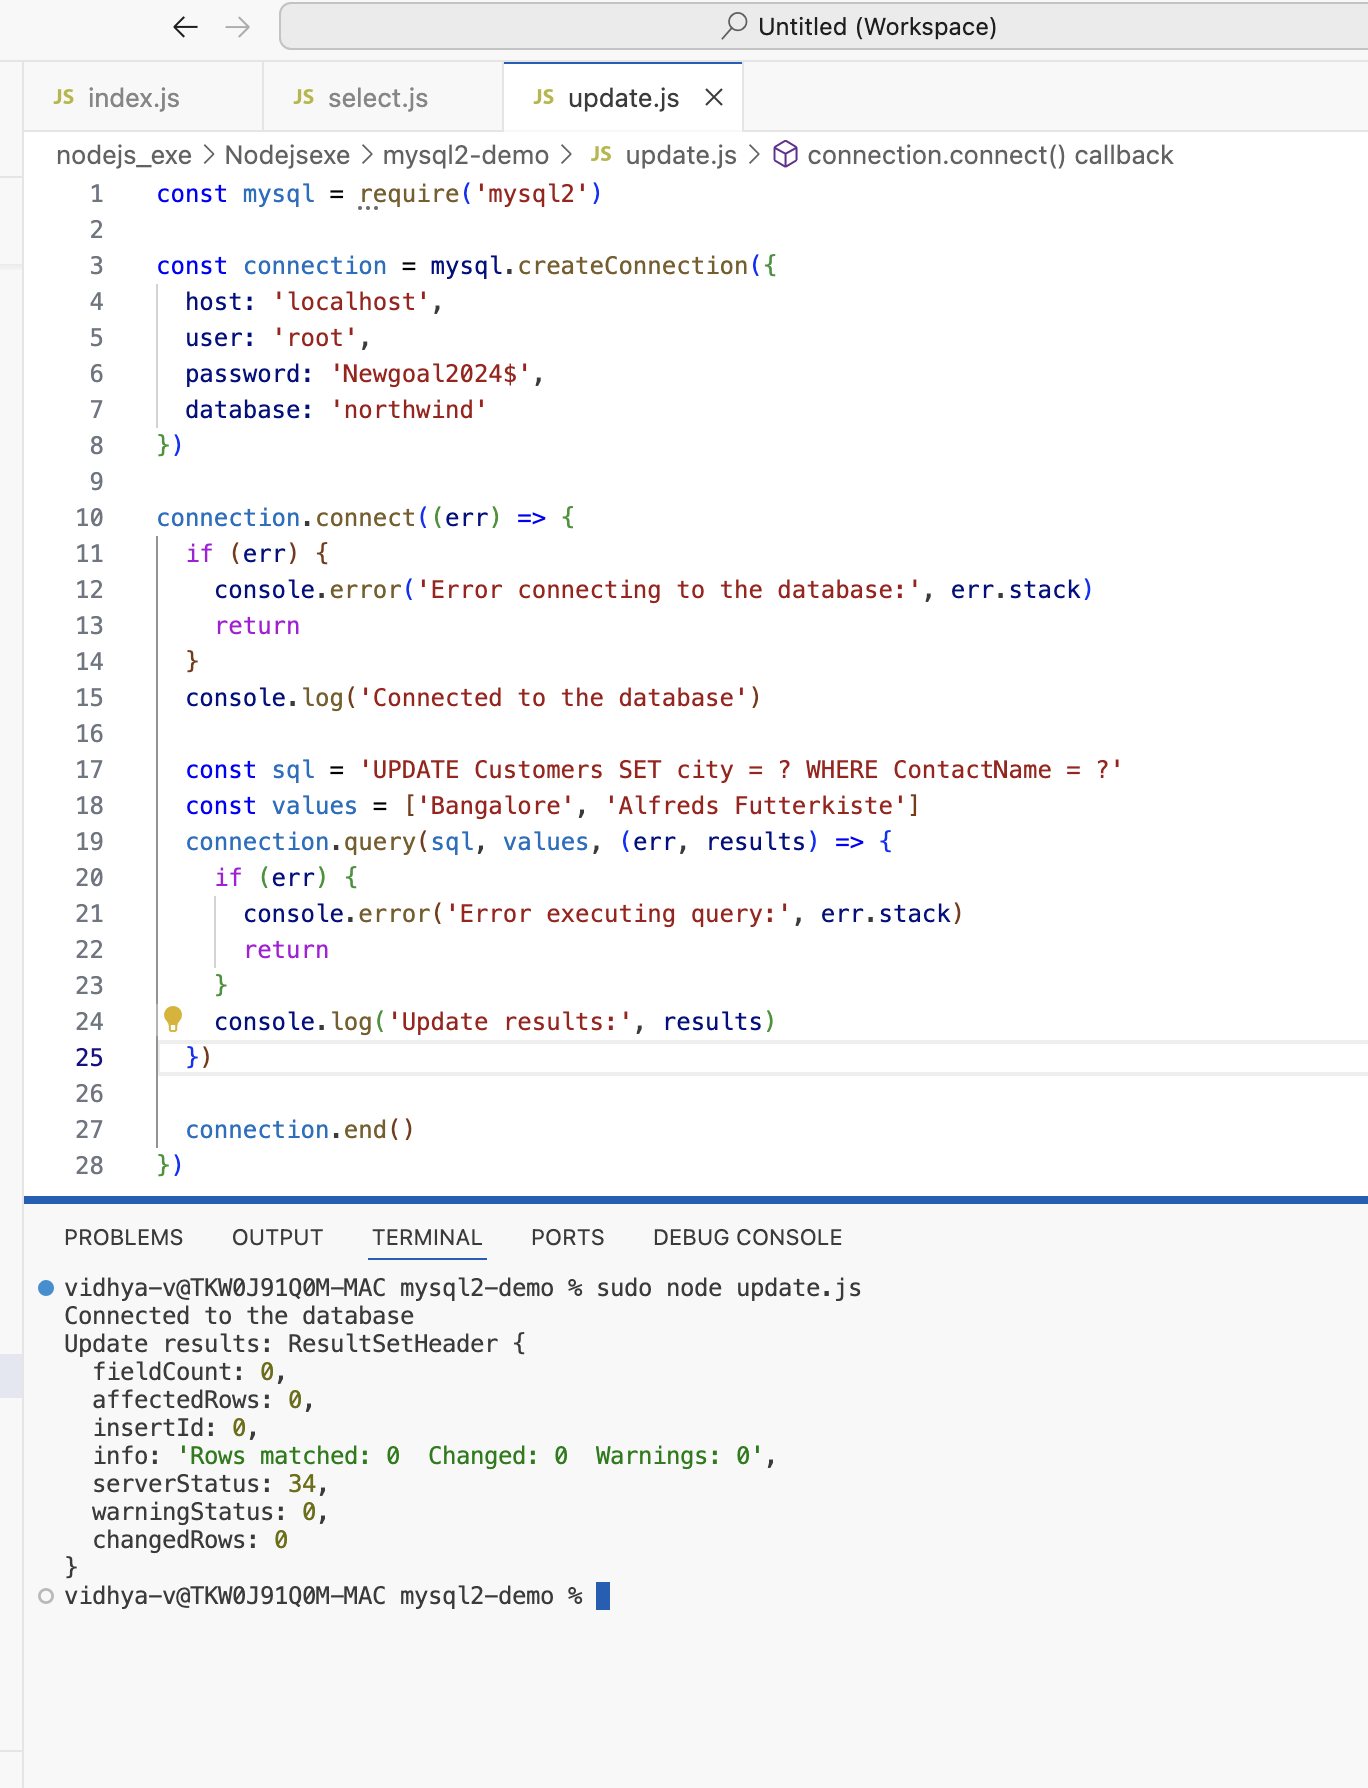 Untitled (Workspace)
JS index.js
JS select.js
JS update.js
nodejs_exe > Nodejsexe > mysql2-demo > JS update.js > connection.connect() callback
1 const mysql = require('mysql2')
2
3 const connection = mysql.createConnection({
4 host: 'localhost',
5 user: 'root',
6 password: 'Newgoal2024$',
7 database: 'northwind'
8 })
9
10 connection.connect((err) => {
11 if (err) {
12 console.error('Error connecting to the database:', err.stack)
13 return
14 }
15 console.log('Connected to the database')
16
17 const sql = 'UPDATE Customers SET city = ? WHERE ContactName = ?'
18 const values = ['Bangalore', 'Alfreds Futterkiste']
19 connection.query(sql, values, (err, results) => {
20 if (err) {
21 console.error('Error executing query:', err.stack)
22 return
23 }
24 console.log('Update results:', results)
25 })
26
27 connection.end()
28 })
PROBLEMS OUTPUT TERMINAL PORTS DEBUG CONSOLE
vidhya-v@TKW0J91Q0M-MAC mysql2-demo % sudo node update.js
Connected to the database
Update results: ResultSetHeader {
fieldCount: 0,
affectedRows: 0,
insertId: 0,
info: 'Rows matched: 0  Changed: 0  Warnings: 0',
serverStatus: 34,
warningStatus: 0,
changedRows: 0
}
vidhya-v@TKW0J91Q0M-MAC mysql2-demo %